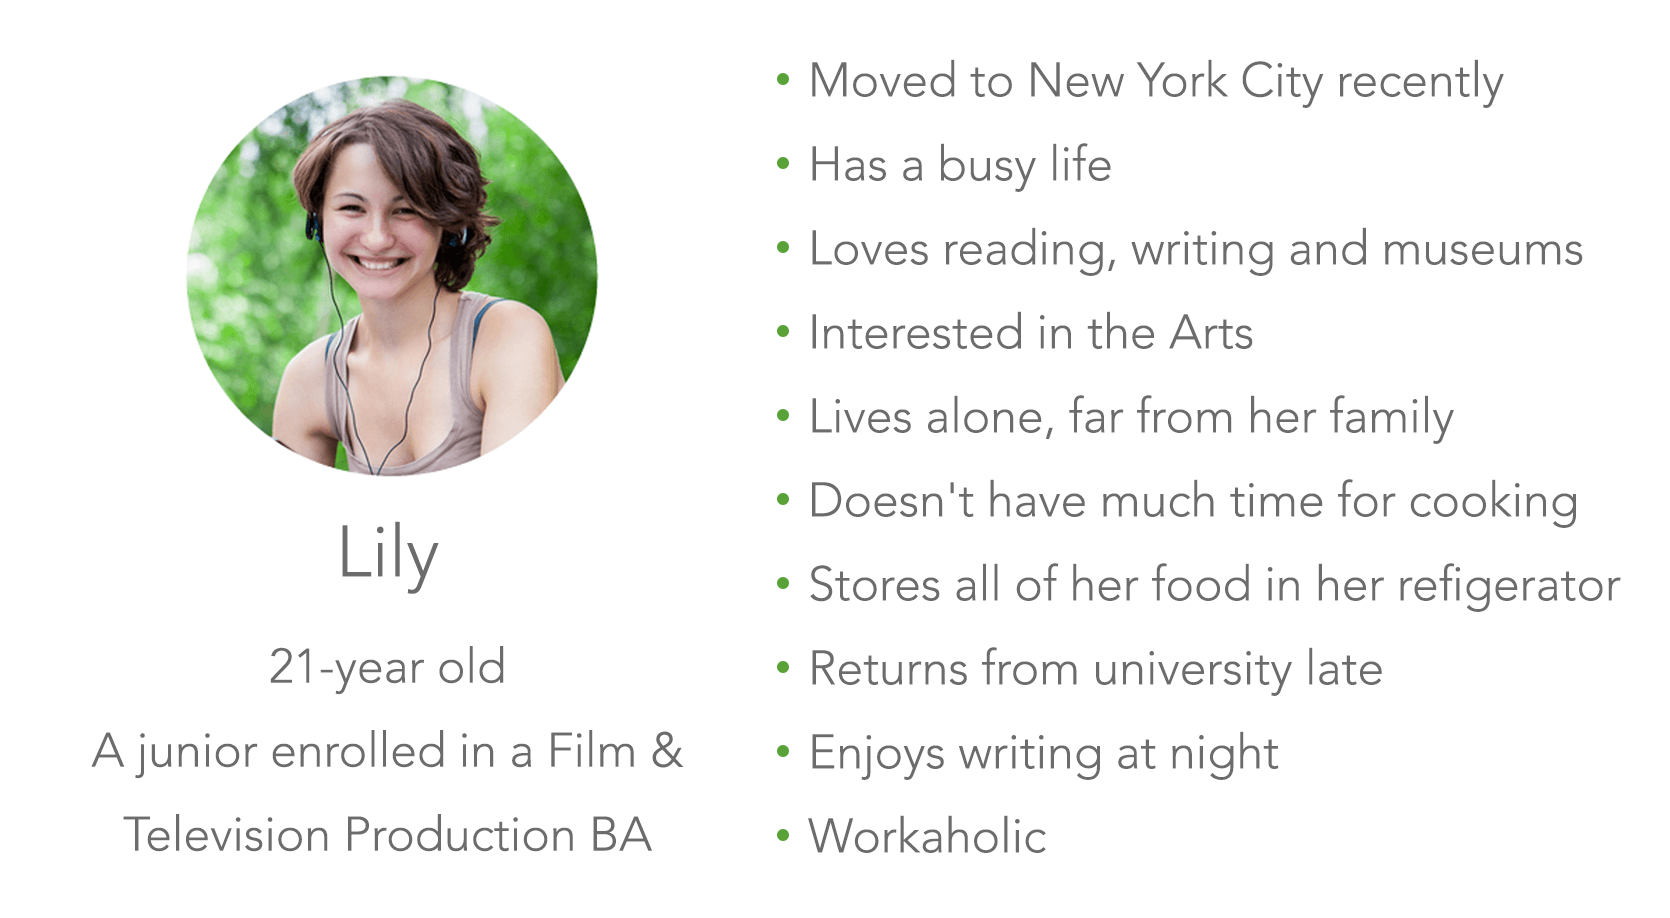 Lily
21-year old
A junior enrolled in a Film &
Television Production BA
• Moved to New York City recently
• Has a busy life
• Loves reading, writing and museums
• Interested in the Arts
• Lives alone, far from her family
• Doesn't have much time for cooking
• Stores all of her food in her refigerator
• Returns from university late
• Enjoys writing at night
• Workaholic